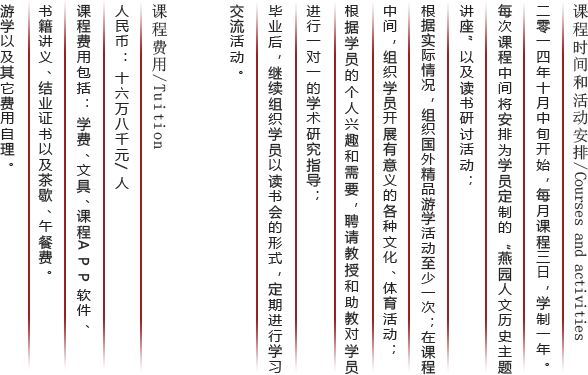 课程时间和活动安排/Courses and activities
二零一四年十月中旬开始，每月课程三日，学制一年。
每次课程中间将安排为学员定制的“燕园人文历史主题
讲座”以及读书研讨活动；
根据实际情况，组织国外精品游学活动至少一次；在课程
中间，组织学员开展有意义的各种文化、体育活动；
根据学员的个人兴趣和需要，聘请教授和助教对学员
进行一对一的学术研究指导；
毕业后，继续组织学员以读书会的形式，定期进行学习
交流活动。
课程费用/Tuition
人民币：十六万八千元/人
课程费用包括：学费、文具、课程APP软件、
书籍讲义、结业证书以及茶歇、午餐费。
游学以及其它费用自理。